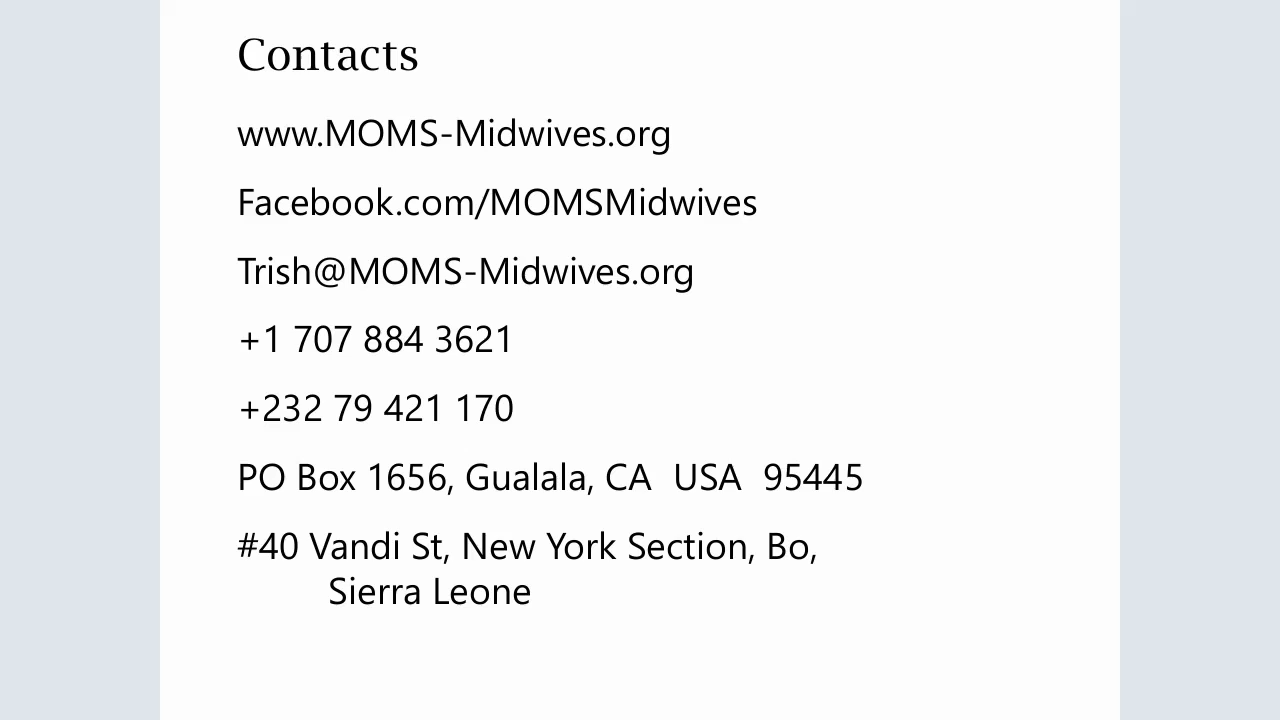 Contacts
www.MOMS-Midwives.org
Facebook.com/MOMSMidwives
Trish@MOMS-Midwives.org
+1 707 884 3621
+232 79 421 170
PO Box 1656, Gualala, CA  USA  95445
#40 Vandi St, New York Section, Bo,
Sierra Leone